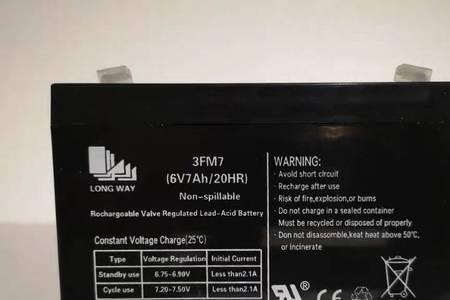 LONG WAY
3FM7
(6V7Ah/20HR)
Non-spillable
Rechargeable Valve Regulated Lead-Acid Battery
Constant Voltage Charge(25℃)
Type Voltage Regulation Initial Current
Standby use 6.75-6.90V Less than2.1A
Cycle use 7.20-7.50V Less than2.1A
WARNING:
• Avoid short circuit
• Recharge after use
• Risk of fire,explosion,or burns
• Do not charge in a sealed container
Must be recycled or disposed of properly
• Don not disassemble,keat heat above 50℃,
or incinerate